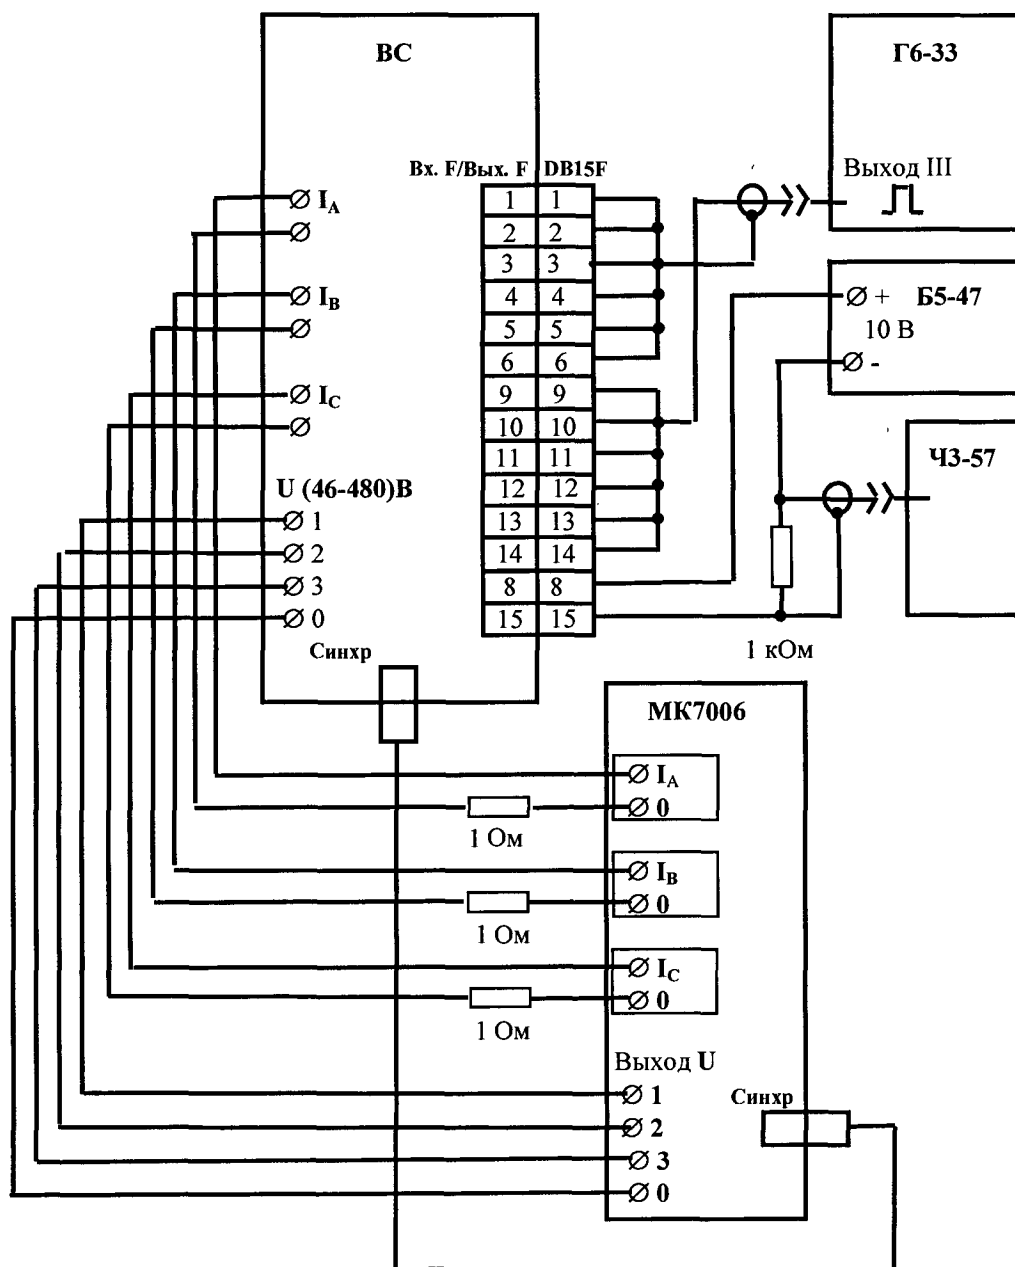 ВС
Г6-33
Вх. F/Вых. F DB15F
Выход III
1 1
2 2
3 3
4 4
5 5
6 6
9 9
10 10
11 11
12 12
13 13
14 14
8 8
15 15
I_A
I_B
I_C
U (46-480)В
1
2
3
0
Синхр
+ Б5-47
10 В
-
ЧЗ-57
1 кОм
МК7006
I_A
0
1 Ом
I_B
0
1 Ом
I_C
0
1 Ом
Выход U
1
2
3
0
Синхр